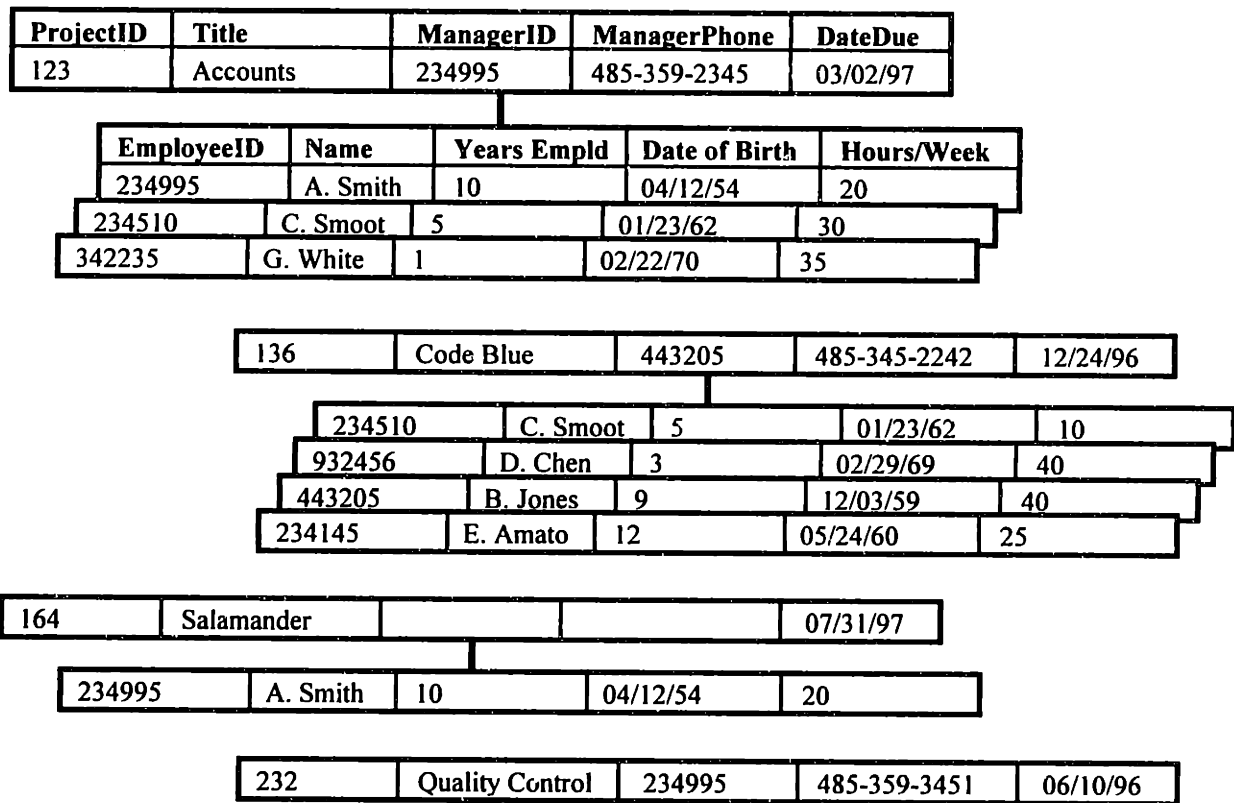 ProjectID Title ManagerID ManagerPhone DateDue
123 Accounts 234995 485-359-2345 03/02/97
EmployeeID Name Years Empld Date of Birth Hours/Week
234995 A. Smith 10 04/12/54 20
234510 C. Smoot 5 01/23/62 30
342235 G. White 1 02/22/70 35
136 Code Blue 443205 485-345-2242 12/24/96
234510 C. Smoot 5 01/23/62 10
932456 D. Chen 3 02/29/69 40
443205 B. Jones 9 12/03/59 40
234145 E. Amato 12 05/24/60 25
164 Salamander 07/31/97
234995 A. Smith 10 04/12/54 20
232 Quality Control 234995 485-359-3451 06/10/96